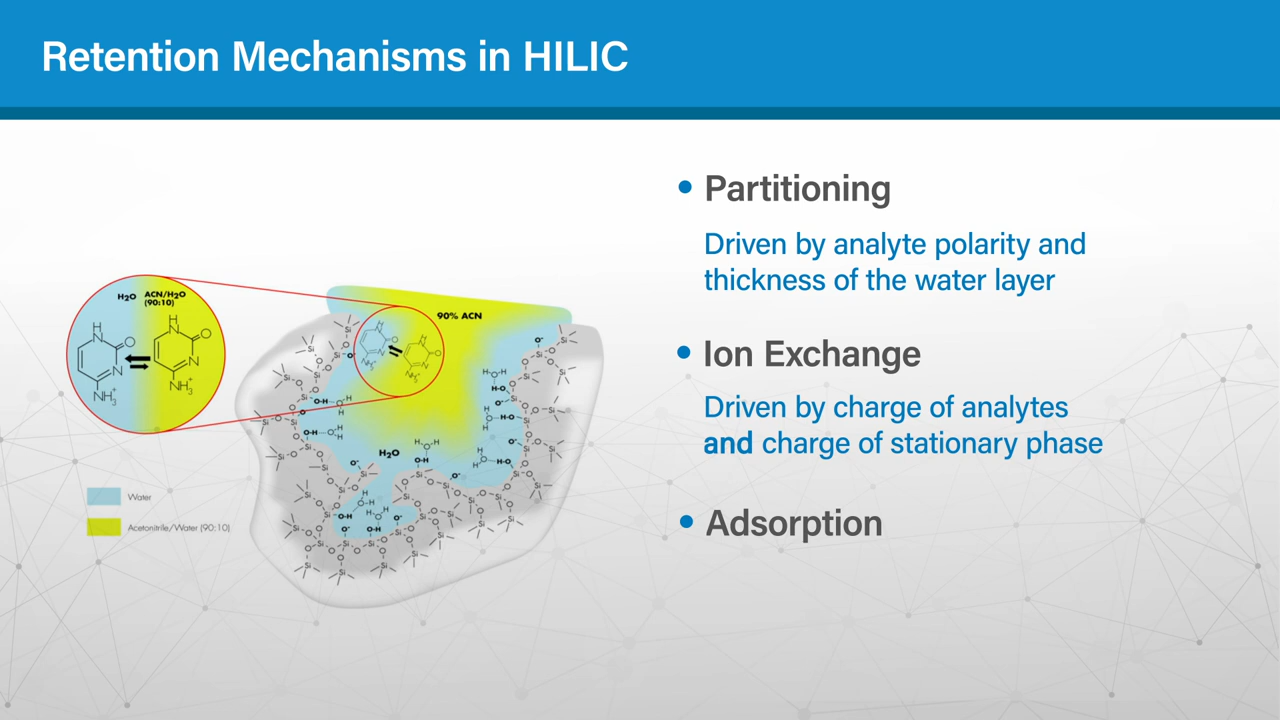 Retention Mechanisms in HILIC
• Partitioning
Driven by analyte polarity and
thickness of the water layer
• Ion Exchange
Driven by charge of analytes
and charge of stationary phase
• Adsorption
H₂O
ACN/H₂O
(90:10)
H
N
O
N
NH₃⁺
H
N
O
N
NH₃⁺
90% ACN
H₂O
Water
Acetonitrile/Water (90:10)